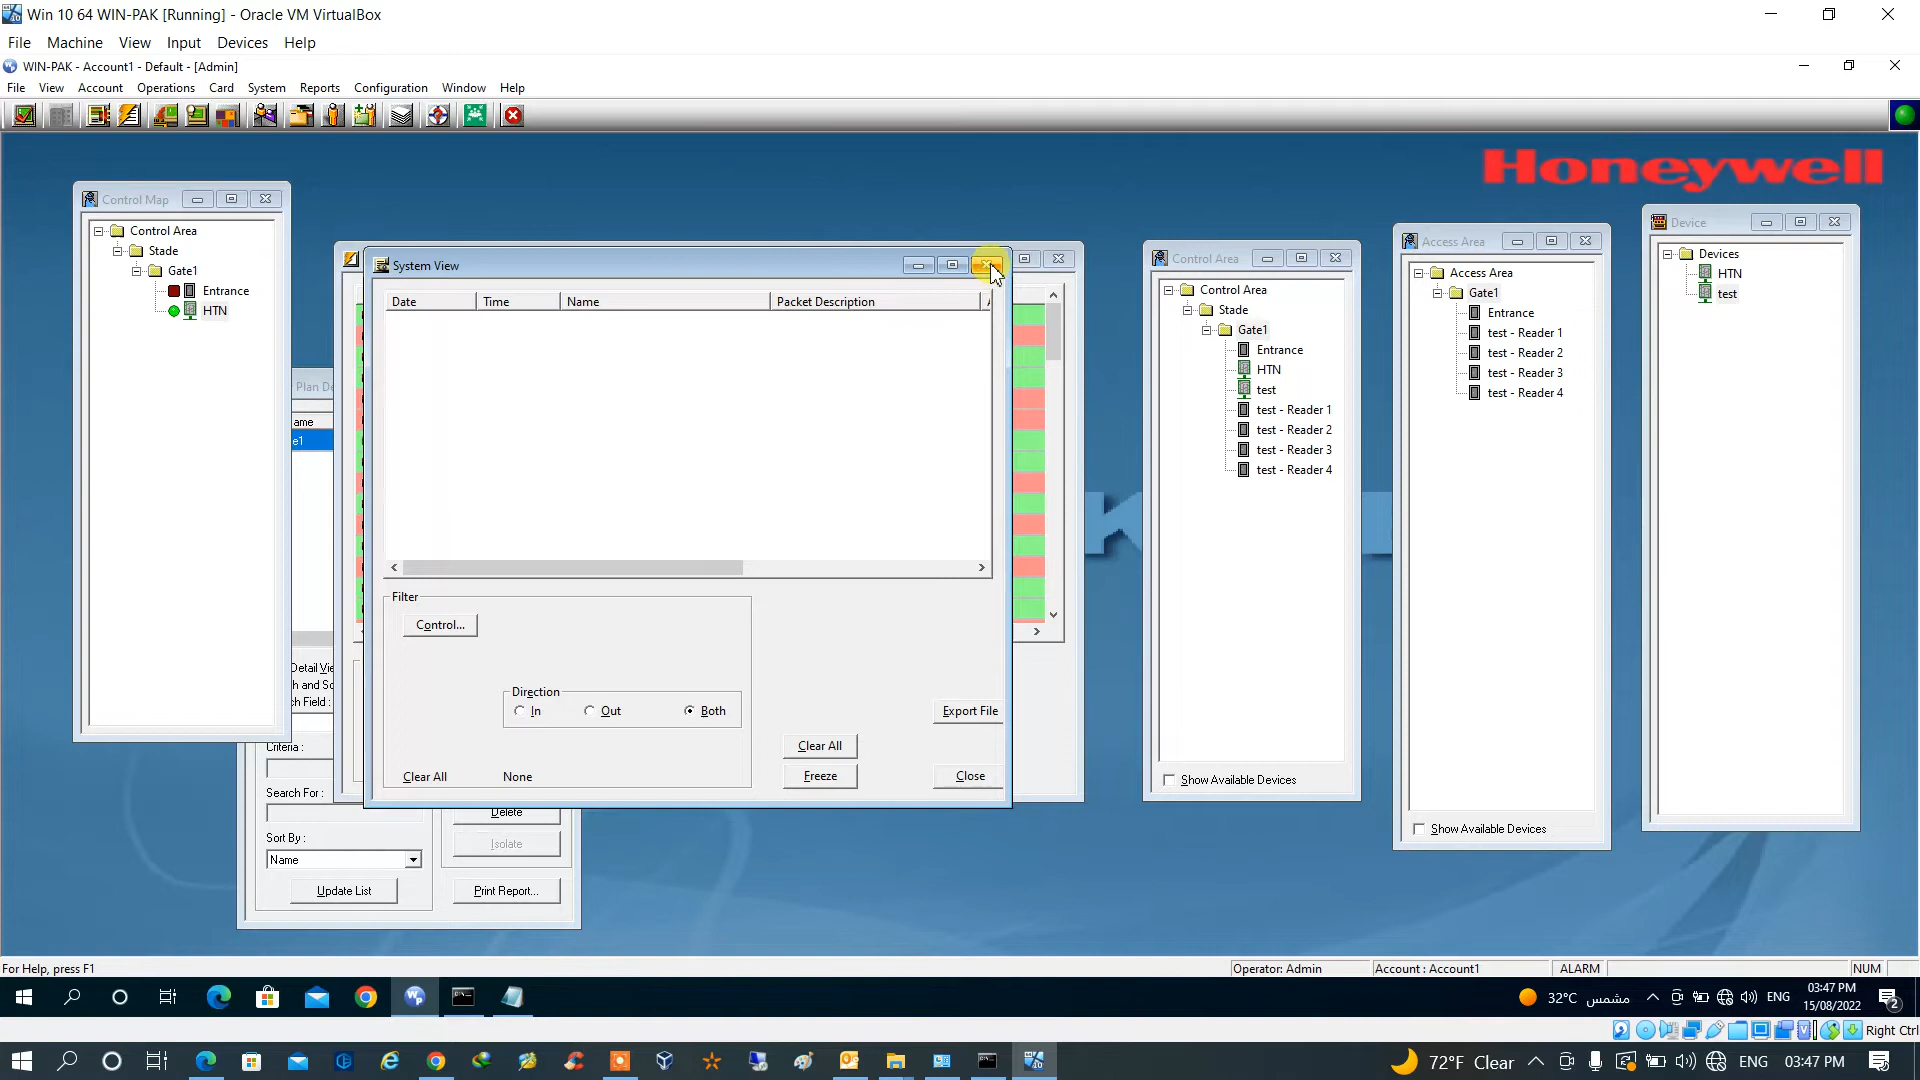 Win 10 64 WIN-PAK [Running] - Oracle VM VirtualBox
File Machine View Input Devices Help
WIN-PAK - Account1 - Default - [Admin]
File View Account Operations Card System Reports Configuration Window Help
Honeywell
Control Map
Control Area
Stade
Gate1
Entrance
HTN
Plan De
ame
e1
Detail Vie
h and So
ch Field :
Criteria :
Search For :
Sort By :
Name
Update List
Delete
Isolate
Print Report...
System View
Date Time Name Packet Description
Filter
Control...
Direction
In Out Both
Clear All None
Clear All
Freeze
Export File
Close
Control Area
Control Area
Stade
Gate1
Entrance
HTN
test
test - Reader 1
test - Reader 2
test - Reader 3
test - Reader 4
Show Available Devices
Access Area
Access Area
Gate1
Entrance
test - Reader 1
test - Reader 2
test - Reader 3
test - Reader 4
Show Available Devices
Device
Devices
HTN
test
For Help, press F1
Operator: Admin Account : Account1 ALARM NUM
32°C مشمس ENG 03:47 PM
15/08/2022
2
Right Ctrl
72°F Clear ENG 03:47 PM